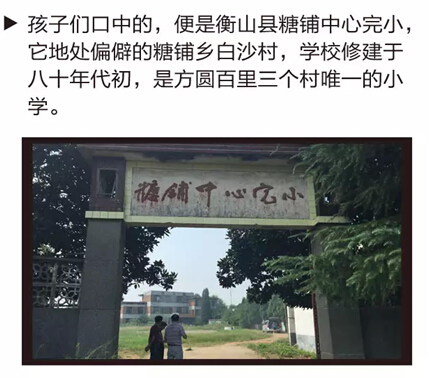 孩子们口中的，便是衡山县糖铺中心完小，
它地处偏僻的糖铺乡白沙村，学校修建于
八十年代初，是方圆百里三个村唯一的小
学。
糖铺中心完小